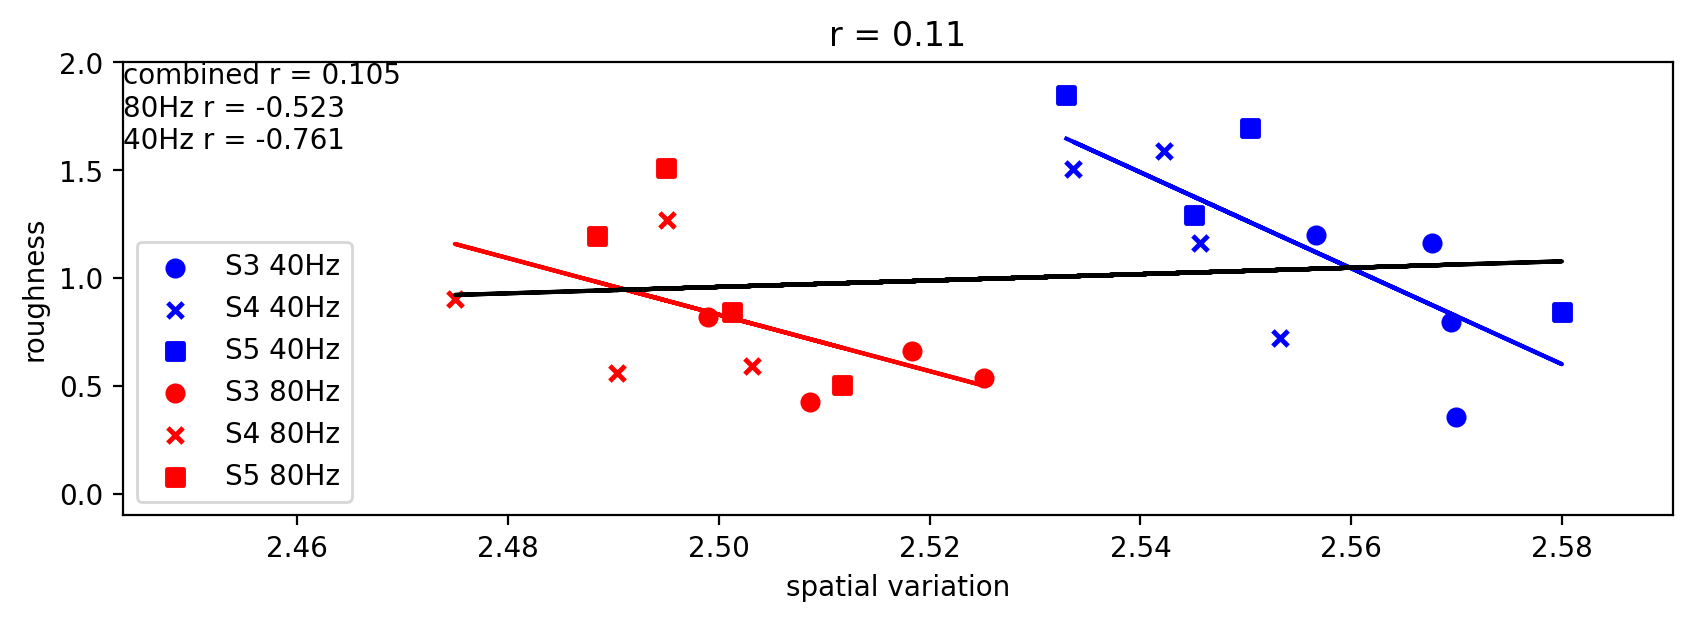 r = 0.11
combined r = 0.105
80Hz r = -0.523
40Hz r = -0.761
2.0
1.5
1.0
0.5
0.0
roughness
S3 40Hz
S4 40Hz
S5 40Hz
S3 80Hz
S4 80Hz
S5 80Hz
2.46 2.48 2.50 2.52 2.54 2.56 2.58
spatial variation